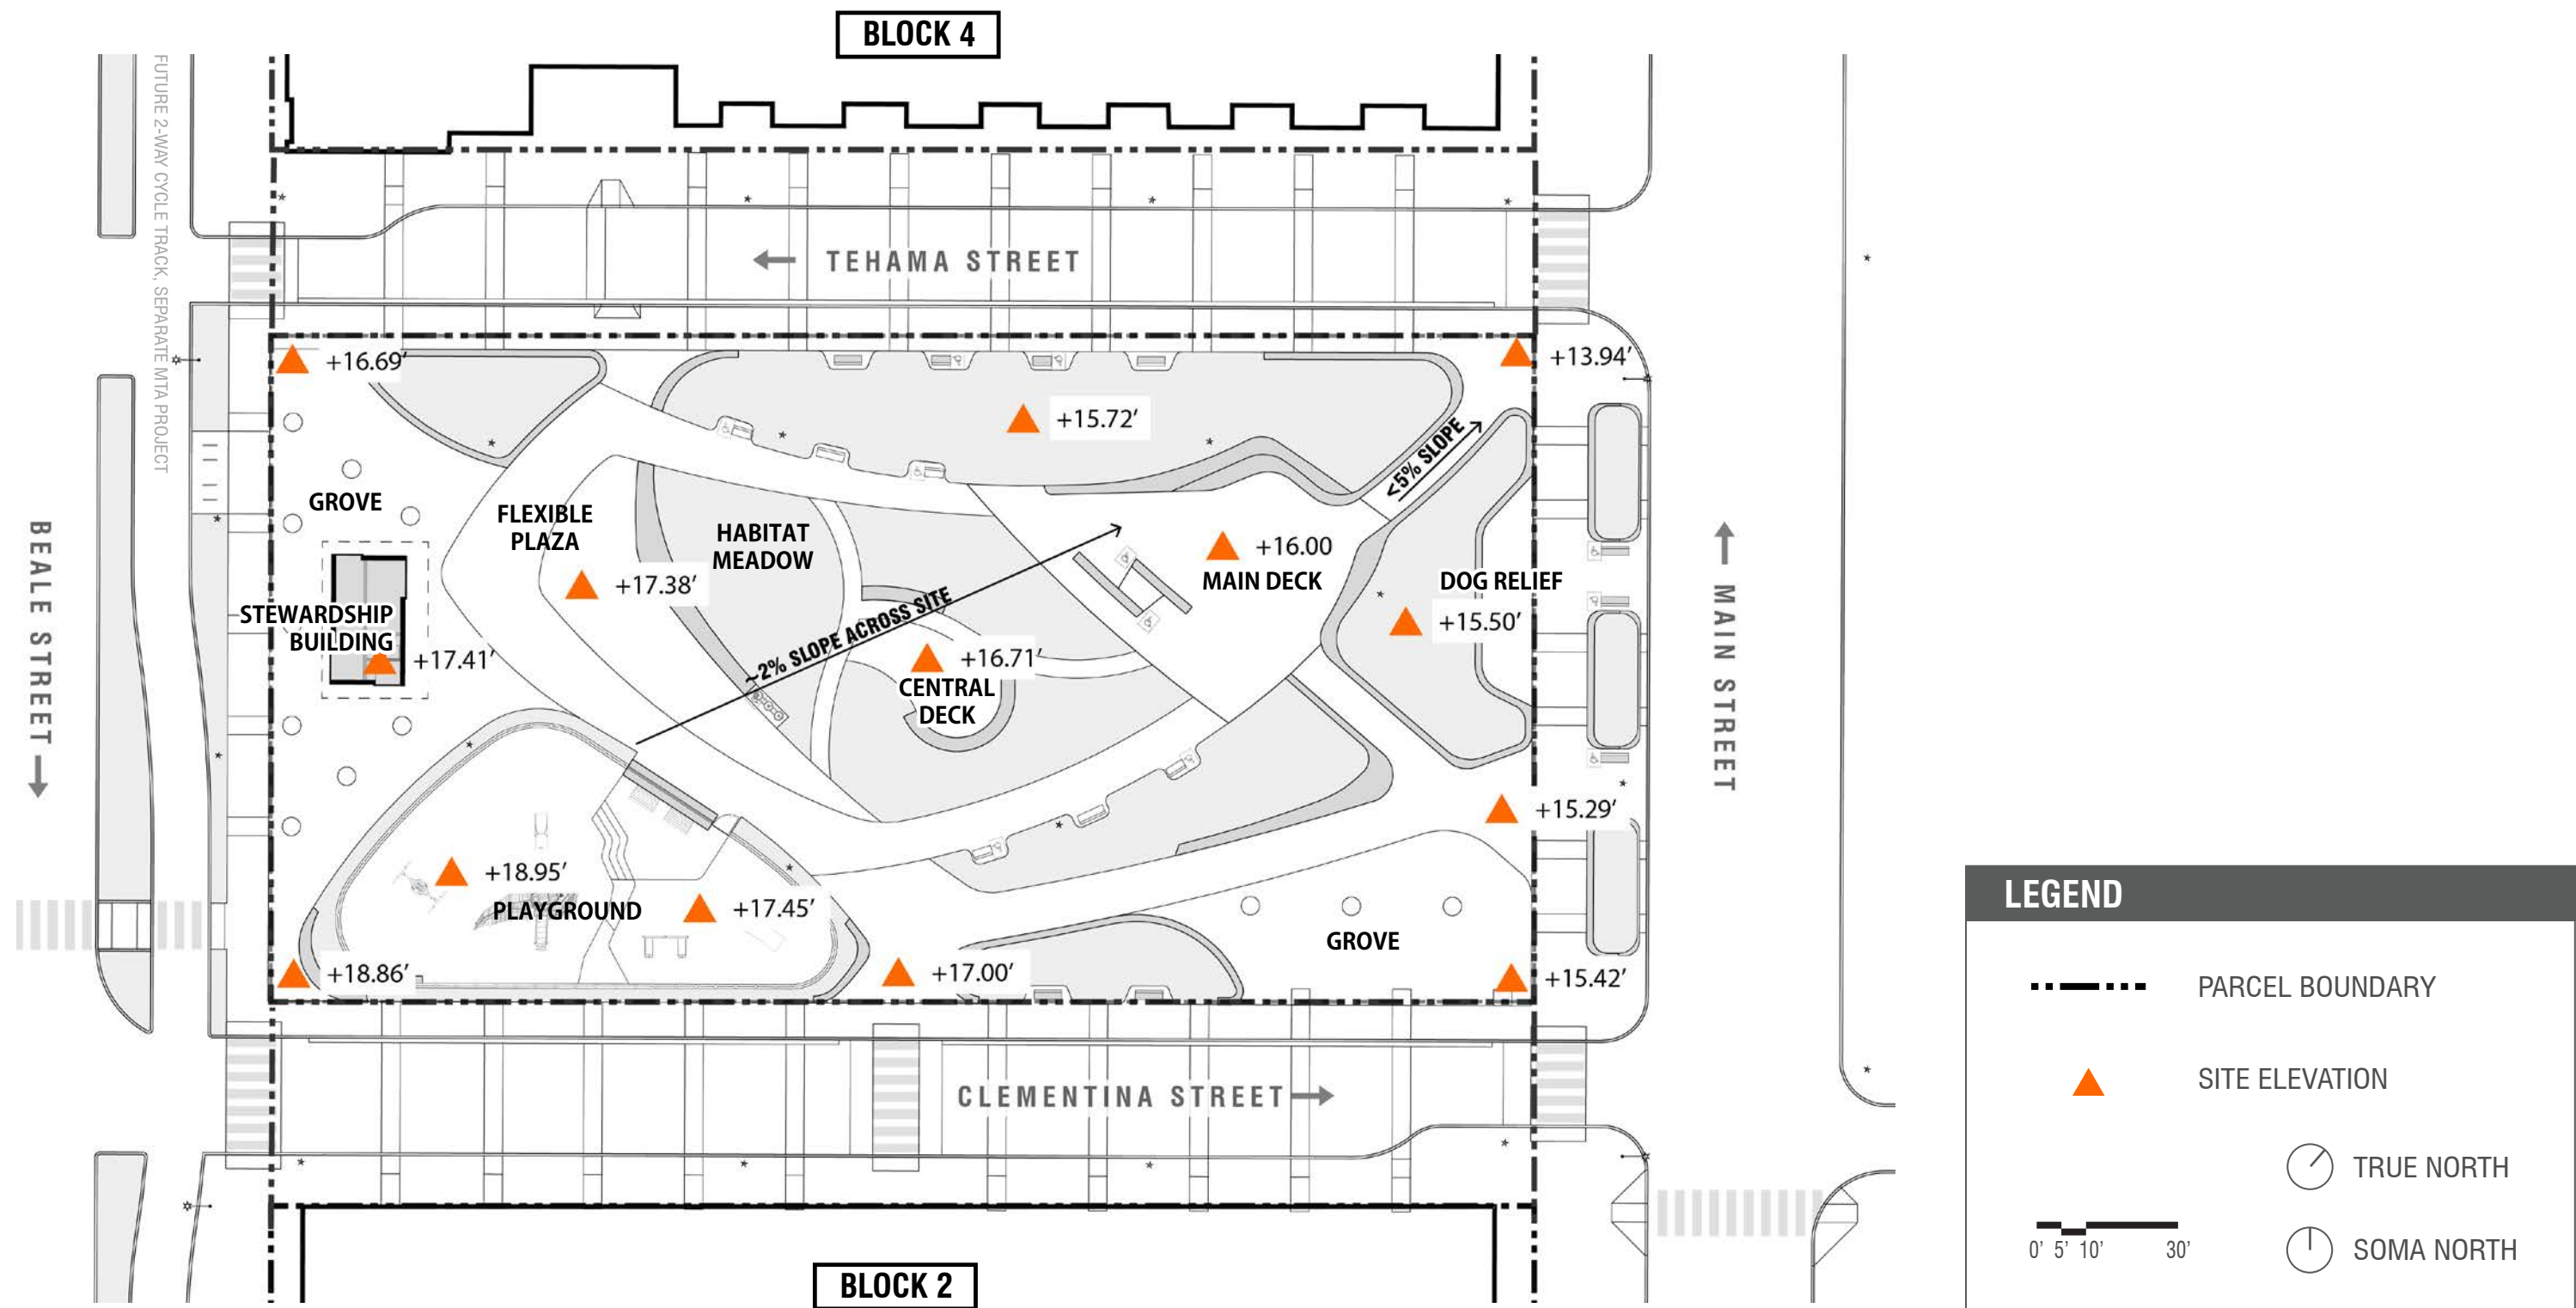 BLOCK 4
FUTURE 2-WAY CYCLE TRACK, SEPARATE MTA PROJECT
TEHAMA STREET
+16.69′
+13.94′
+15.72′
<5% SLOPE
GROVE
FLEXIBLE
PLAZA
HABITAT
MEADOW
+16.00
MAIN DECK
DOG RELIEF
+17.38′
+15.50′
BEALE STREET
STEWARDSHIP
BUILDING
+17.41′
~2% SLOPE ACROSS SITE
+16.71′
CENTRAL
DECK
MAIN STREET
+15.29′
+18.95′
PLAYGROUND
+17.45′
GROVE
+18.86′
+17.00′
+15.42′
CLEMENTINA STREET
BLOCK 2
LEGEND
PARCEL BOUNDARY
SITE ELEVATION
TRUE NORTH
0′ 5′ 10′ 30′
SOMA NORTH